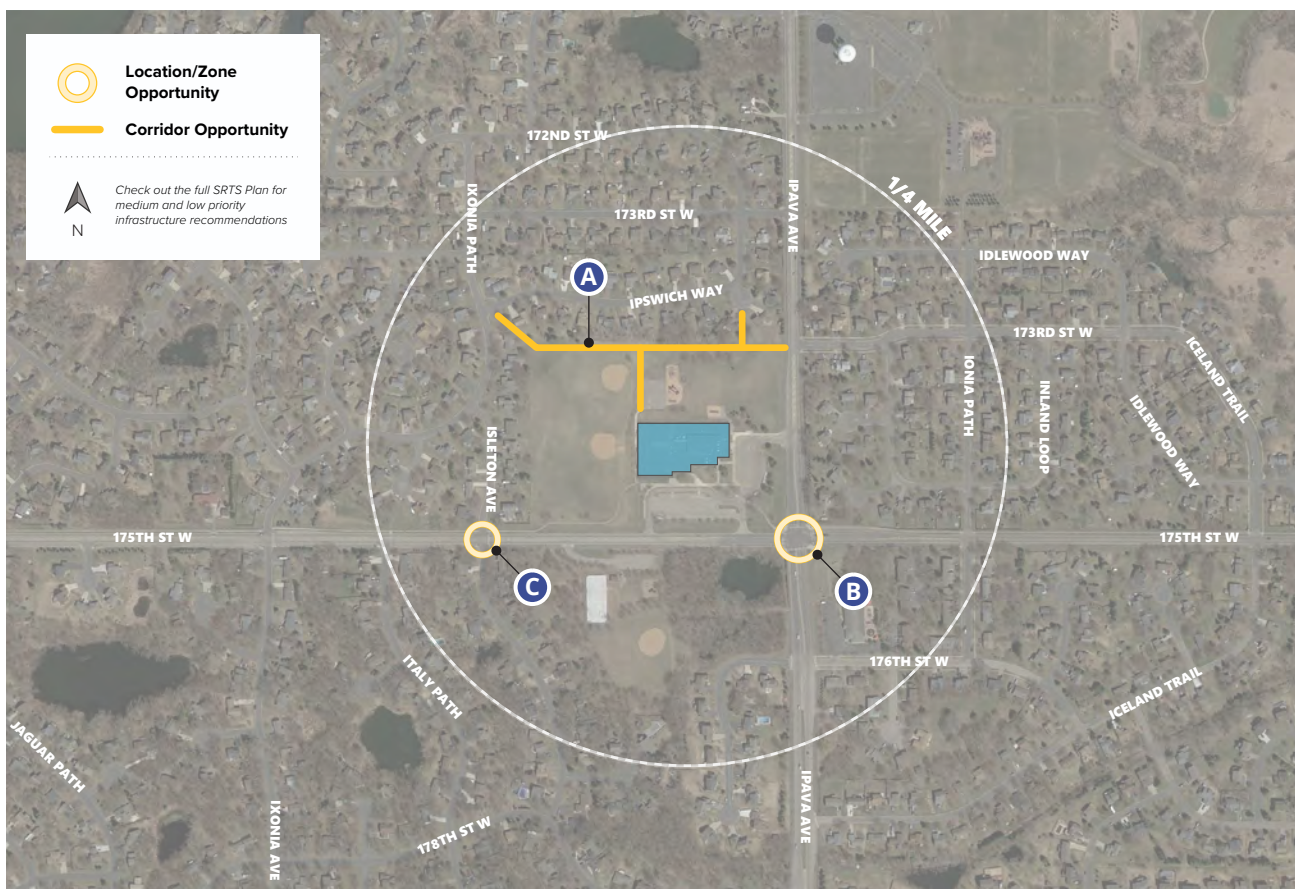 Location/Zone
Opportunity
Corridor Opportunity
Check out the full SRTS Plan for
medium and low priority
infrastructure recommendations
N
172ND ST W
IXONIA PATH
173RD ST W
IPAVA AVE
1/4 MILE
IDLEWOOD WAY
A
IPSWICH WAY
173RD ST W
ICELAND TRAIL
IONIA PATH
INLAND LOOP
IDLEWOOD WAY
ISLETON AVE
175TH ST W
175TH ST W
C
B
ITALY PATH
176TH ST W
ICELAND TRAIL
JAGUAR PATH
IXONIA AVE
178TH ST W
IPAVA AVE